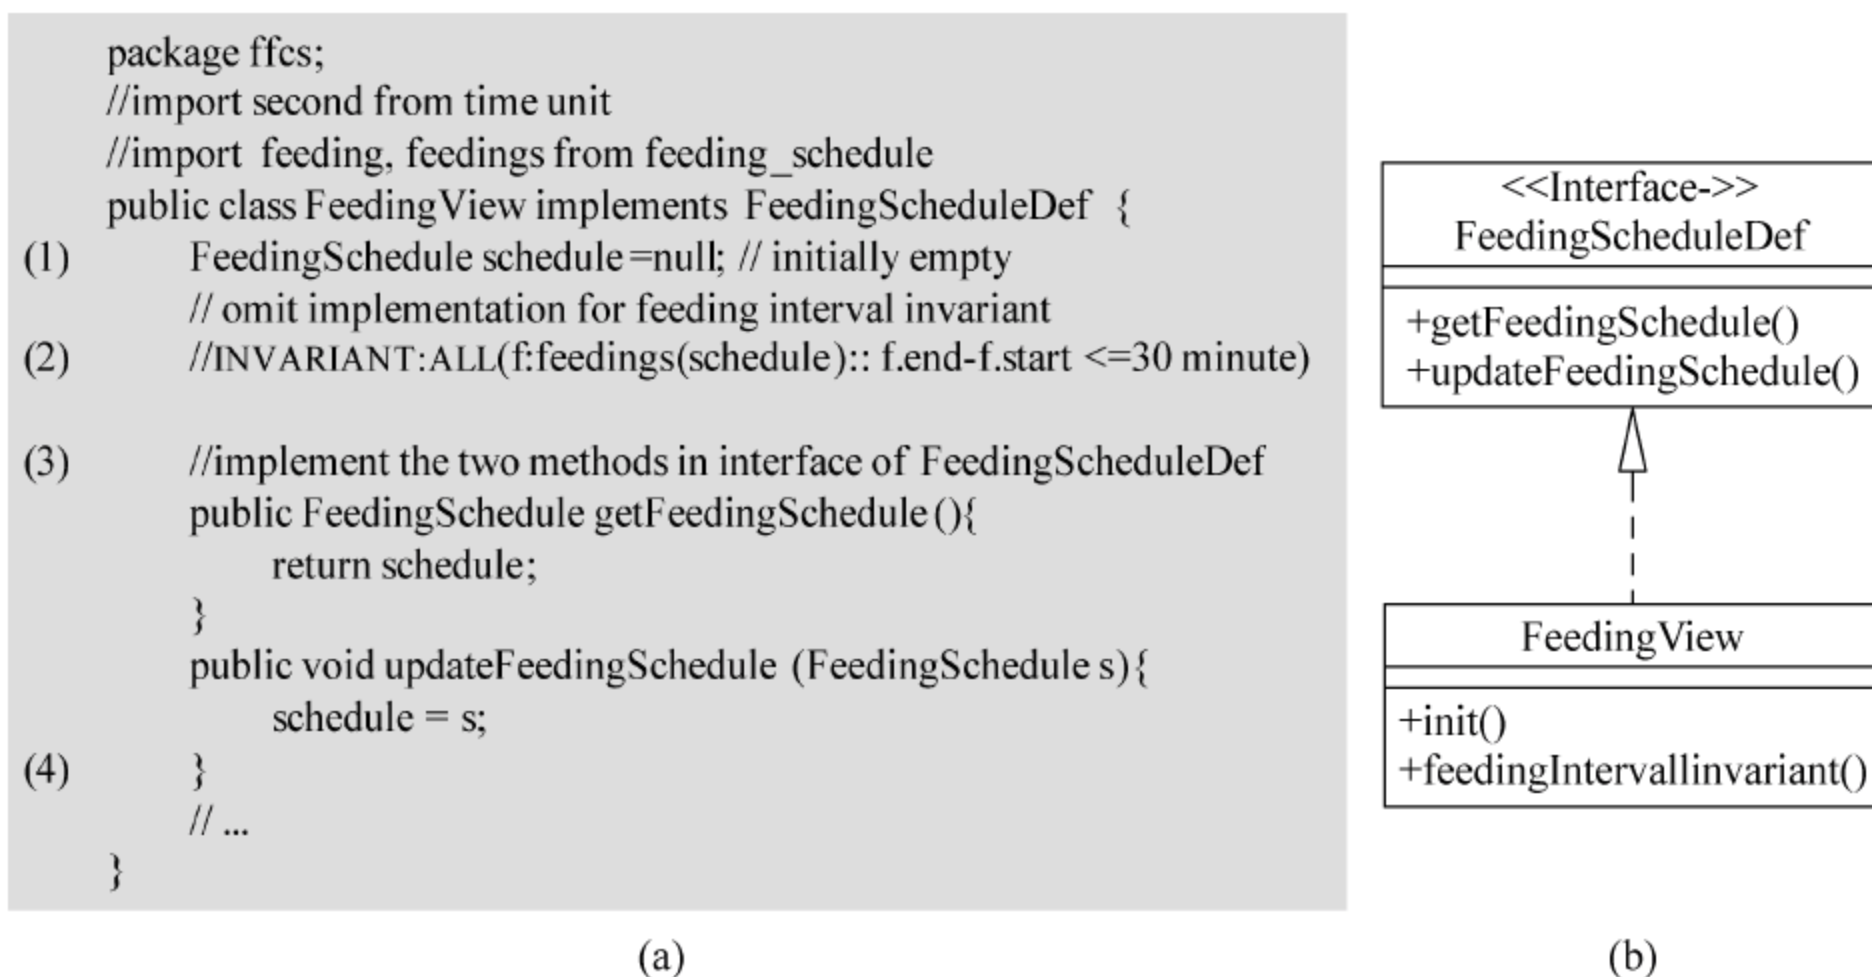 package ffcs;
//import second from time unit
//import feeding, feedings from feeding_schedule
public class FeedingView implements FeedingScheduleDef {
(1) FeedingSchedule schedule=null; // initially empty
// omit implementation for feeding interval invariant
(2) //INVARIANT:ALL(f:feedings(schedule):: f.end-f.start <=30 minute)
(3) //implement the two methods in interface of FeedingScheduleDef
public FeedingSchedule getFeedingSchedule(){
return schedule;
}
public void updateFeedingSchedule (FeedingSchedule s){
schedule = s;
(4) }
// ...
}
(a)
<<Interface->>
FeedingScheduleDef
+getFeedingSchedule()
+updateFeedingSchedule()
FeedingView
+init()
+feedingIntervallinvariant()
(b)